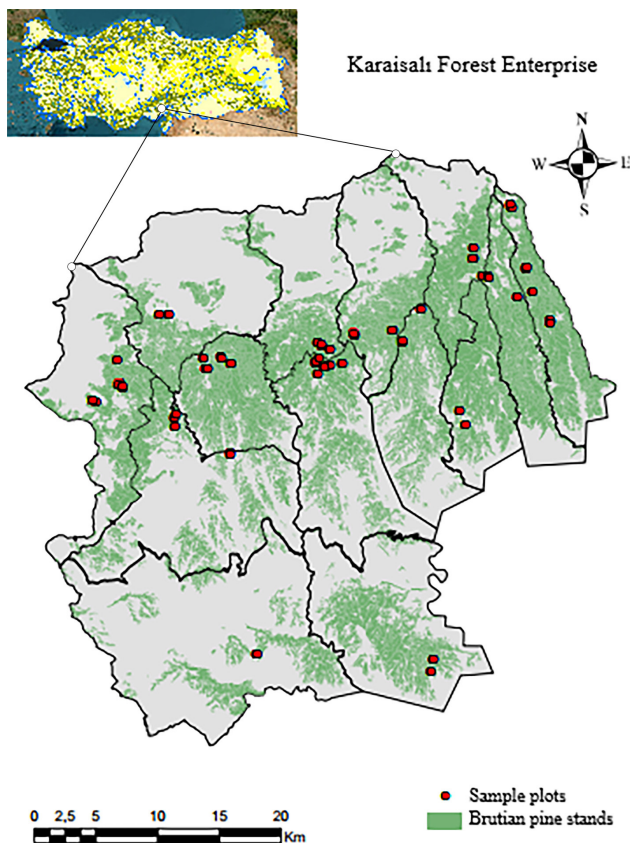 Karaisalı Forest Enterprise
N
W E
S
Sample plots
Brutian pine stands
0 2,5 5 10 15 20
Km